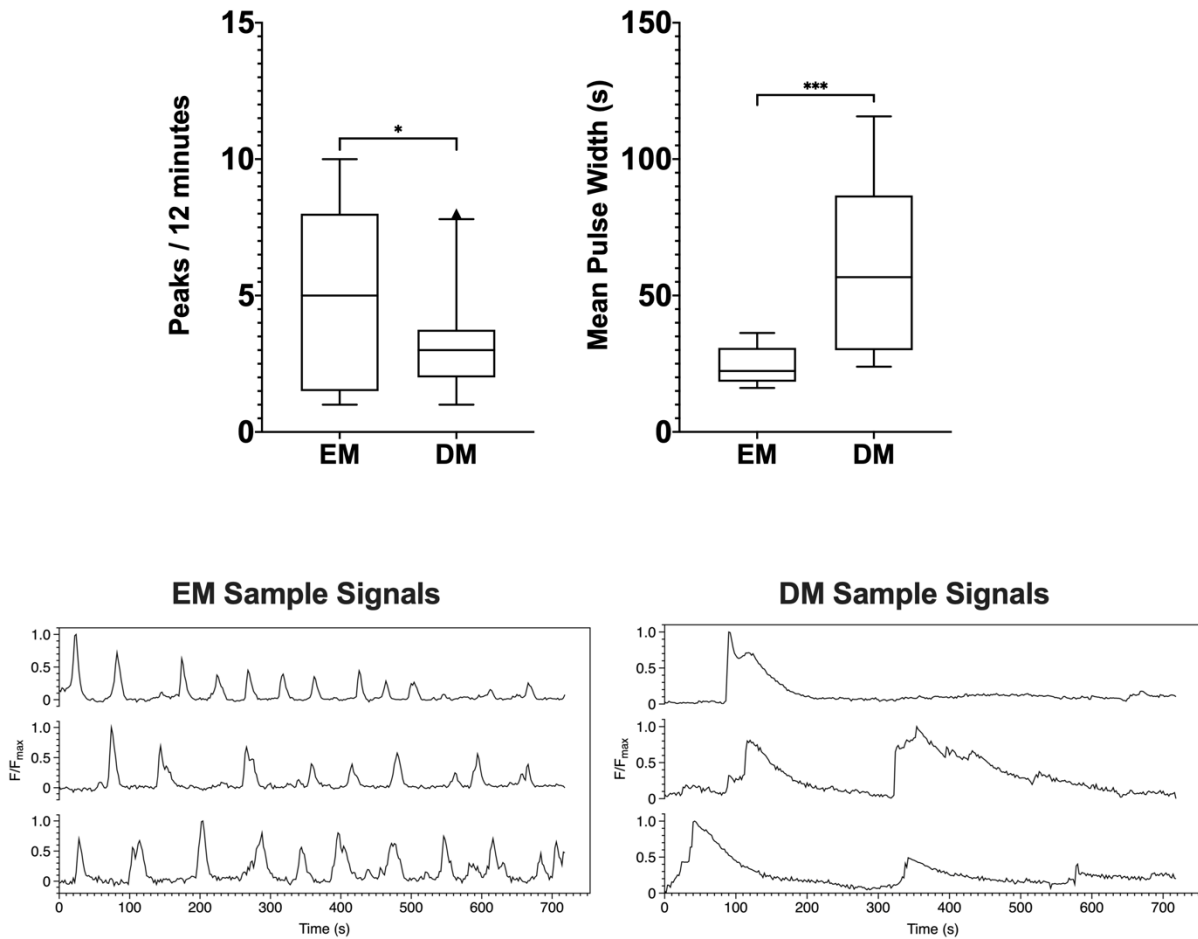 Peaks / 12 minutes
15
10
5
0
*
EM
DM
Mean Pulse Width (s)
150
100
50
0
***
EM
DM
EM Sample Signals
F/Fmax
1.0
0.5
0
1.0
0.5
0
1.0
0.5
0
0 100 200 300 400 500 600 700
Time (s)
DM Sample Signals
F/Fmax
1.0
0.5
0
1.0
0.5
0
1.0
0.5
0
0 100 200 300 400 500 600 700
Time (s)